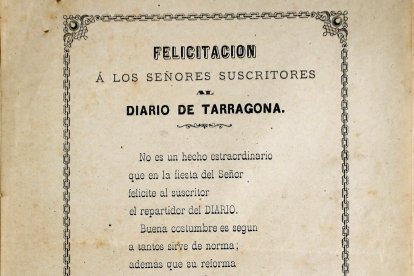 FELICITACION
Á LOS SEÑORES SUSCRITORES
AL
DIARIO DE TARRAGONA.
No es un hecho estraordinario
que en la fiesta del Señor
felicite al suscritor
el repartidor del DIARIO.
Buena costumbre es segun
a tantos sirve de norma;
además que su reforma